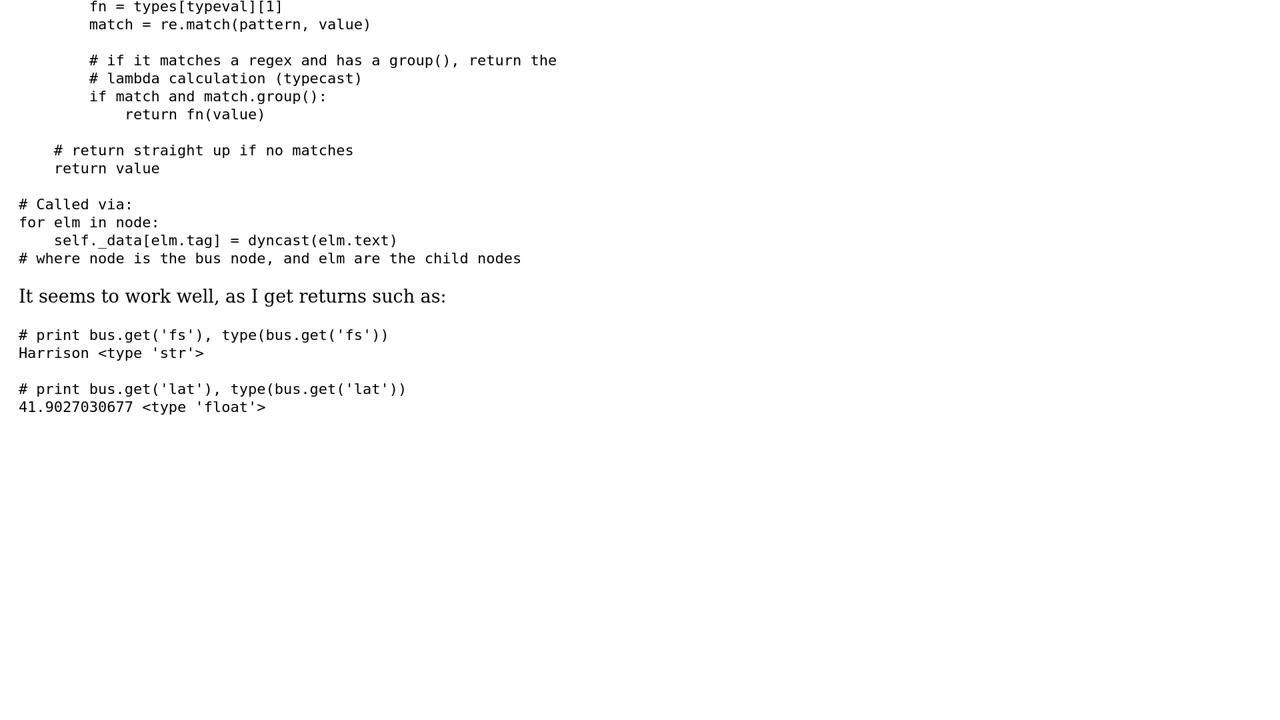 fn = types[typeval][1]
        match = re.match(pattern, value)

        # if it matches a regex and has a group(), return the
        # lambda calculation (typecast)
        if match and match.group():
            return fn(value)

    # return straight up if no matches
    return value

# Called via:
for elm in node:
    self._data[elm.tag] = dyncast(elm.text)
# where node is the bus node, and elm are the child nodes

It seems to work well, as I get returns such as:

# print bus.get('fs'), type(bus.get('fs'))
Harrison <type 'str'>

# print bus.get('lat'), type(bus.get('lat'))
41.9027030677 <type 'float'>